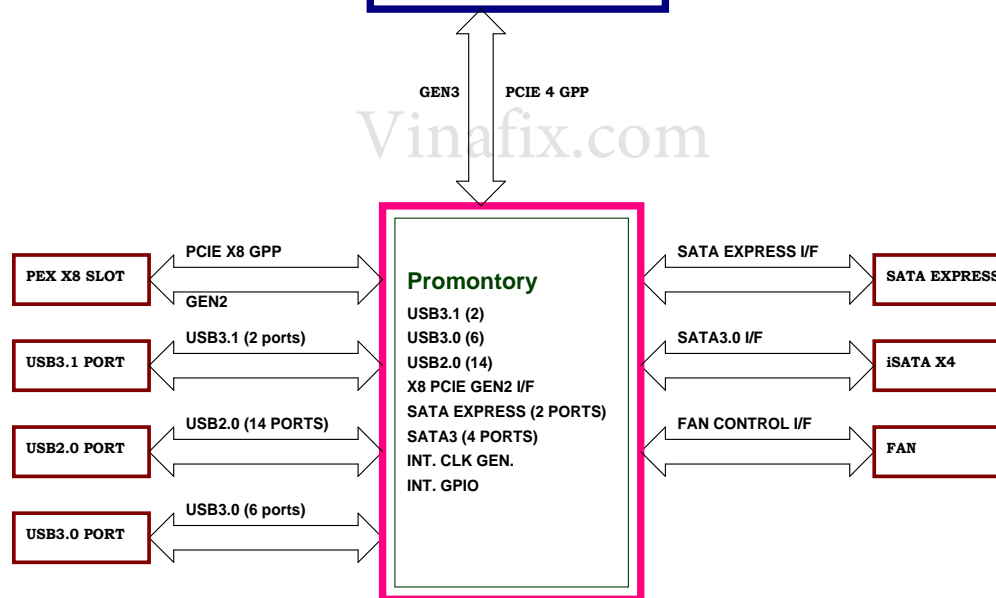 GEN3
PCIE 4 GPP
Vinafix.com
PCIE X8 GPP
PEX X8 SLOT
GEN2
USB3.1 (2 ports)
USB3.1 PORT
USB2.0 (14 PORTS)
USB2.0 PORT
USB3.0 (6 ports)
USB3.0 PORT
Promontory
USB3.1 (2)
USB3.0 (6)
USB2.0 (14)
X8 PCIE GEN2 I/F
SATA EXPRESS (2 PORTS)
SATA3 (4 PORTS)
INT. CLK GEN.
INT. GPIO
SATA EXPRESS I/F
SATA EXPRESS
SATA3.0 I/F
iSATA X4
FAN CONTROL I/F
FAN